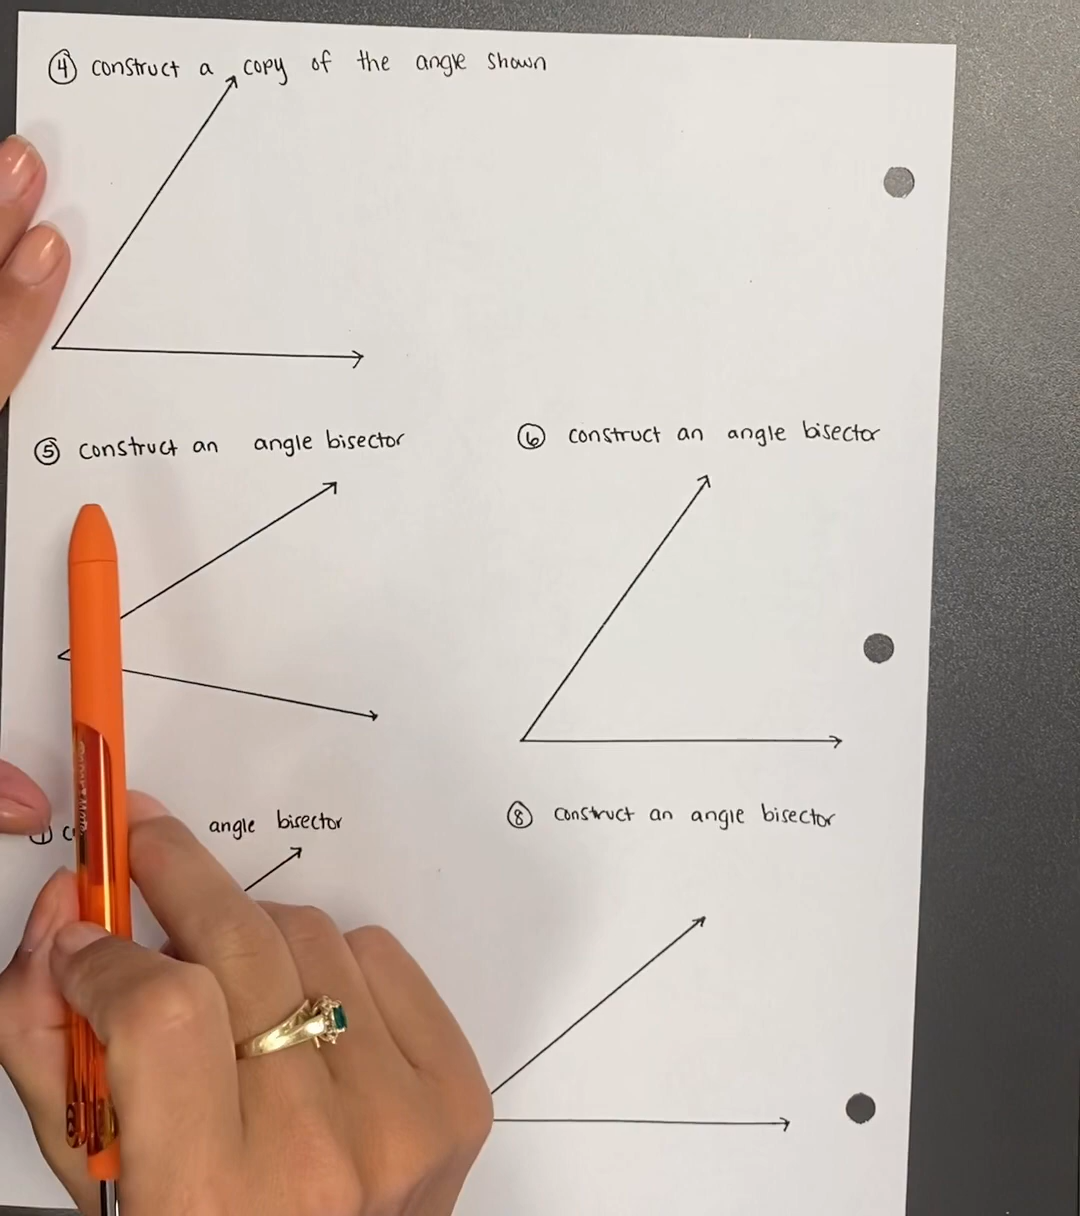 ④ construct a copy of the angle shown
⑤ construct an angle bisector
⑥ construct an angle bisector
angle bisector
⑧ construct an angle bisector